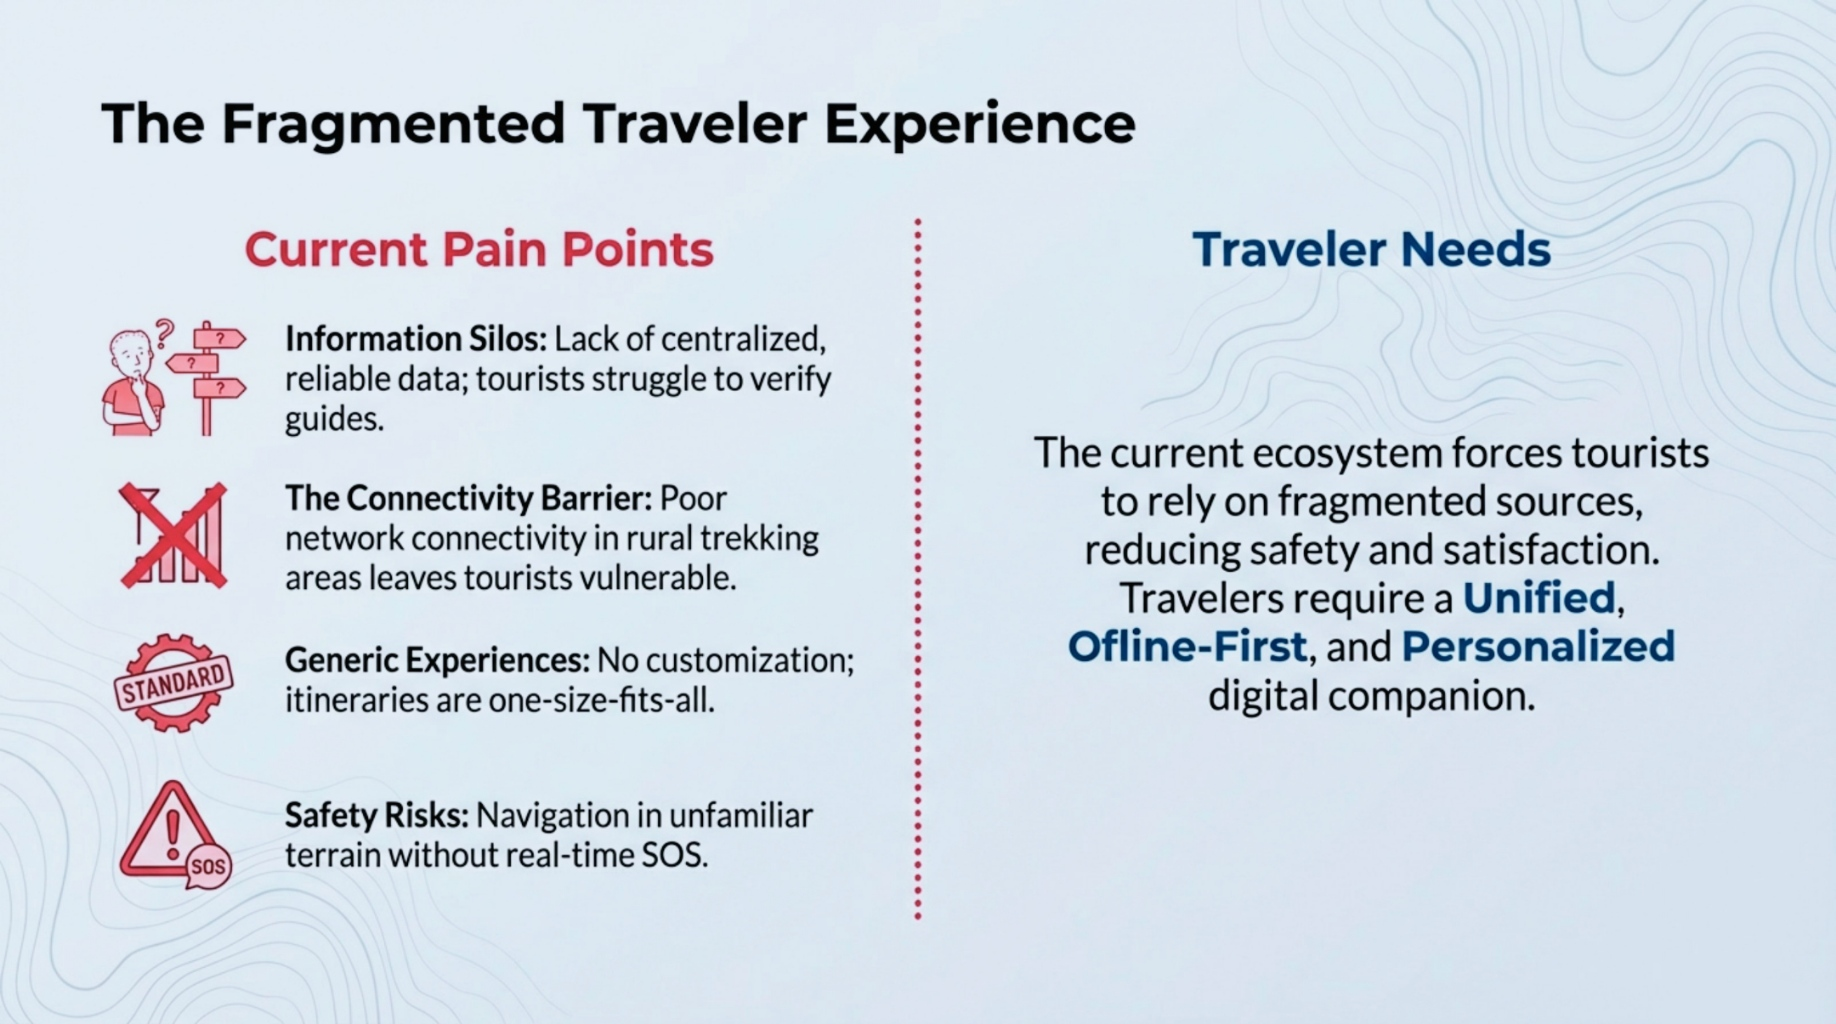 The Fragmented Traveler Experience
Current Pain Points
?
?
?
?
Information Silos: Lack of centralized,
reliable data; tourists struggle to verify
guides.
The Connectivity Barrier: Poor
network connectivity in rural trekking
areas leaves tourists vulnerable.
STANDARD
Generic Experiences: No customization;
itineraries are one-size-fits-all.
SOS
Safety Risks: Navigation in unfamiliar
terrain without real-time SOS.
Traveler Needs
The current ecosystem forces tourists
to rely on fragmented sources,
reducing safety and satisfaction.
Travelers require a Unified,
Ofline-First, and Personalized
digital companion.